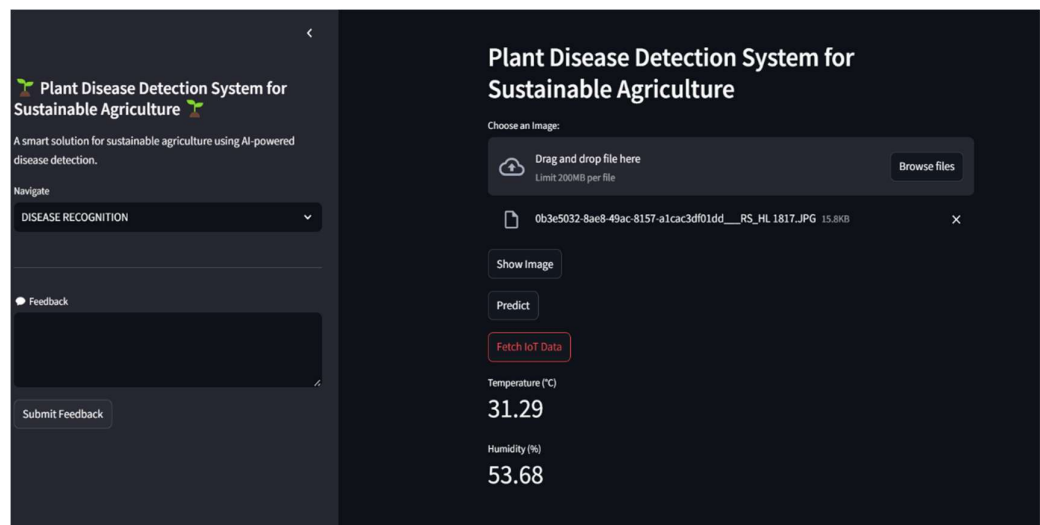 🌱 Plant Disease Detection System for
Sustainable Agriculture 🌱
A smart solution for sustainable agriculture using AI-powered
disease detection.
Navigate
DISEASE RECOGNITION
💬 Feedback
Submit Feedback
Plant Disease Detection System for
Sustainable Agriculture
Choose an Image:
Drag and drop file here
Limit 200MB per file
Browse files
0b3e5032-8ae8-49ac-8157-a1cac3df01dd___RS_HL 1817.JPG 15.8KB
Show Image
Predict
Fetch IoT Data
Temperature (°C)
31.29
Humidity (%)
53.68